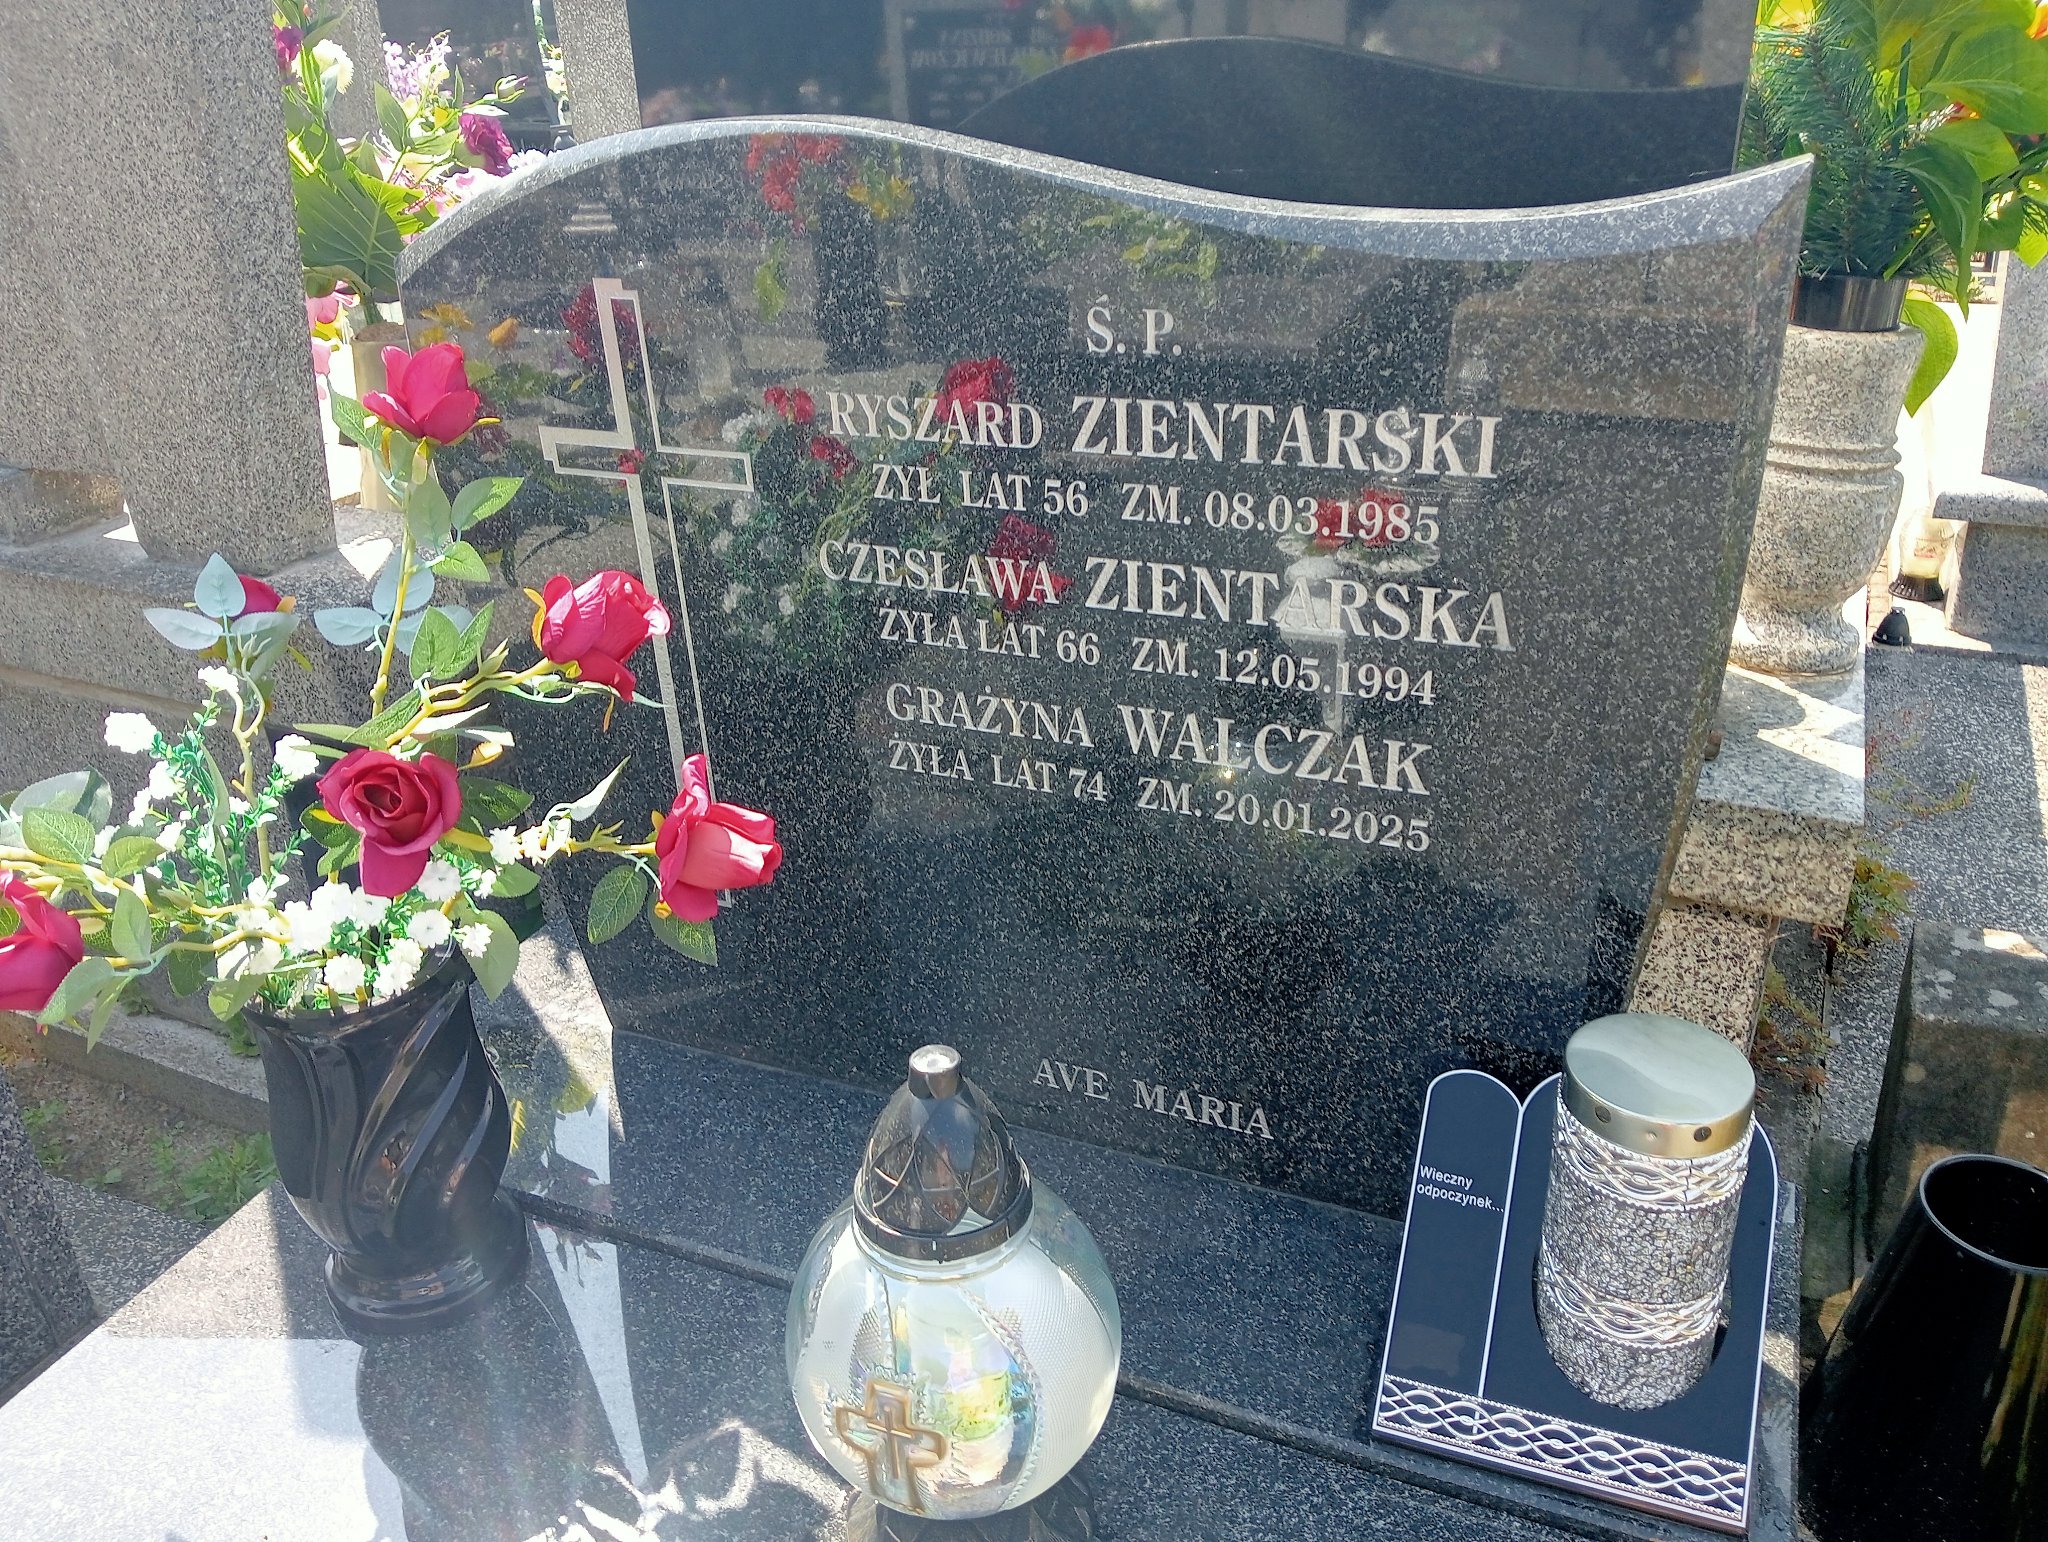 Ś. P.
RYSZARD ZIENTARSKI
ŻYŁ LAT 56 ZM. 08.03.1985
CZESŁAWA ZIENTARSKA
ŻYŁA LAT 66 ZM. 12.05.1994
GRAŻYNA WALCZAK
ŻYŁA LAT 74 ZM. 20.01.2025
AVE MARIA
Wieczny
odpoczynek...